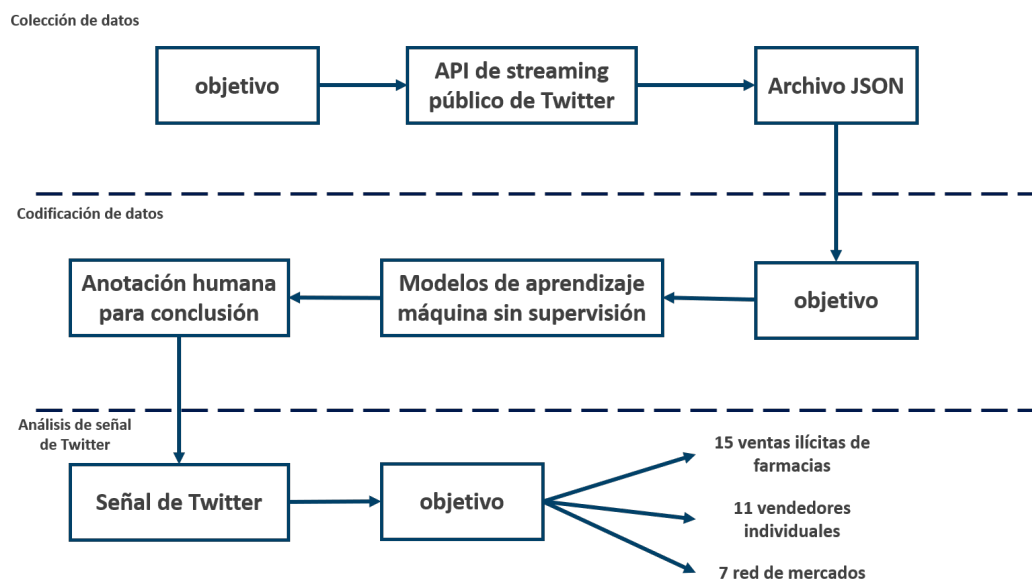 Colección de datos
objetivo
API de streaming
público de Twitter
Archivo JSON
Codificación de datos
Anotación humana
para conclusión
Modelos de aprendizaje
máquina sin supervisión
objetivo
Análisis de señal
de Twitter
Señal de Twitter
objetivo
15 ventas ilícitas de
farmacias
11 vendedores
individuales
7 red de mercados